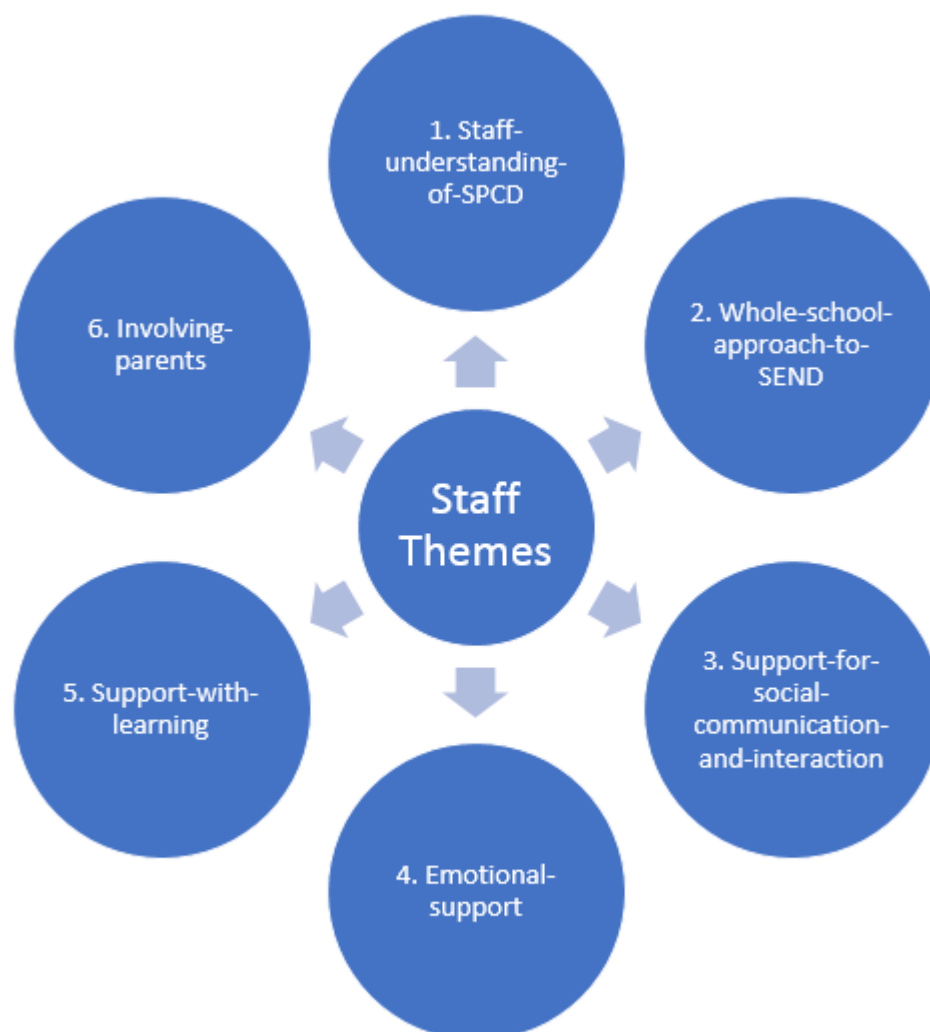 1. Staff-
understanding-
of-SPCD
2. Whole-school-
approach-to-
SEND
3. Support-for-
social-
communication-
and-interaction
4. Emotional-
support
5. Support-with-
learning
6. Involving-
parents
Staff
Themes